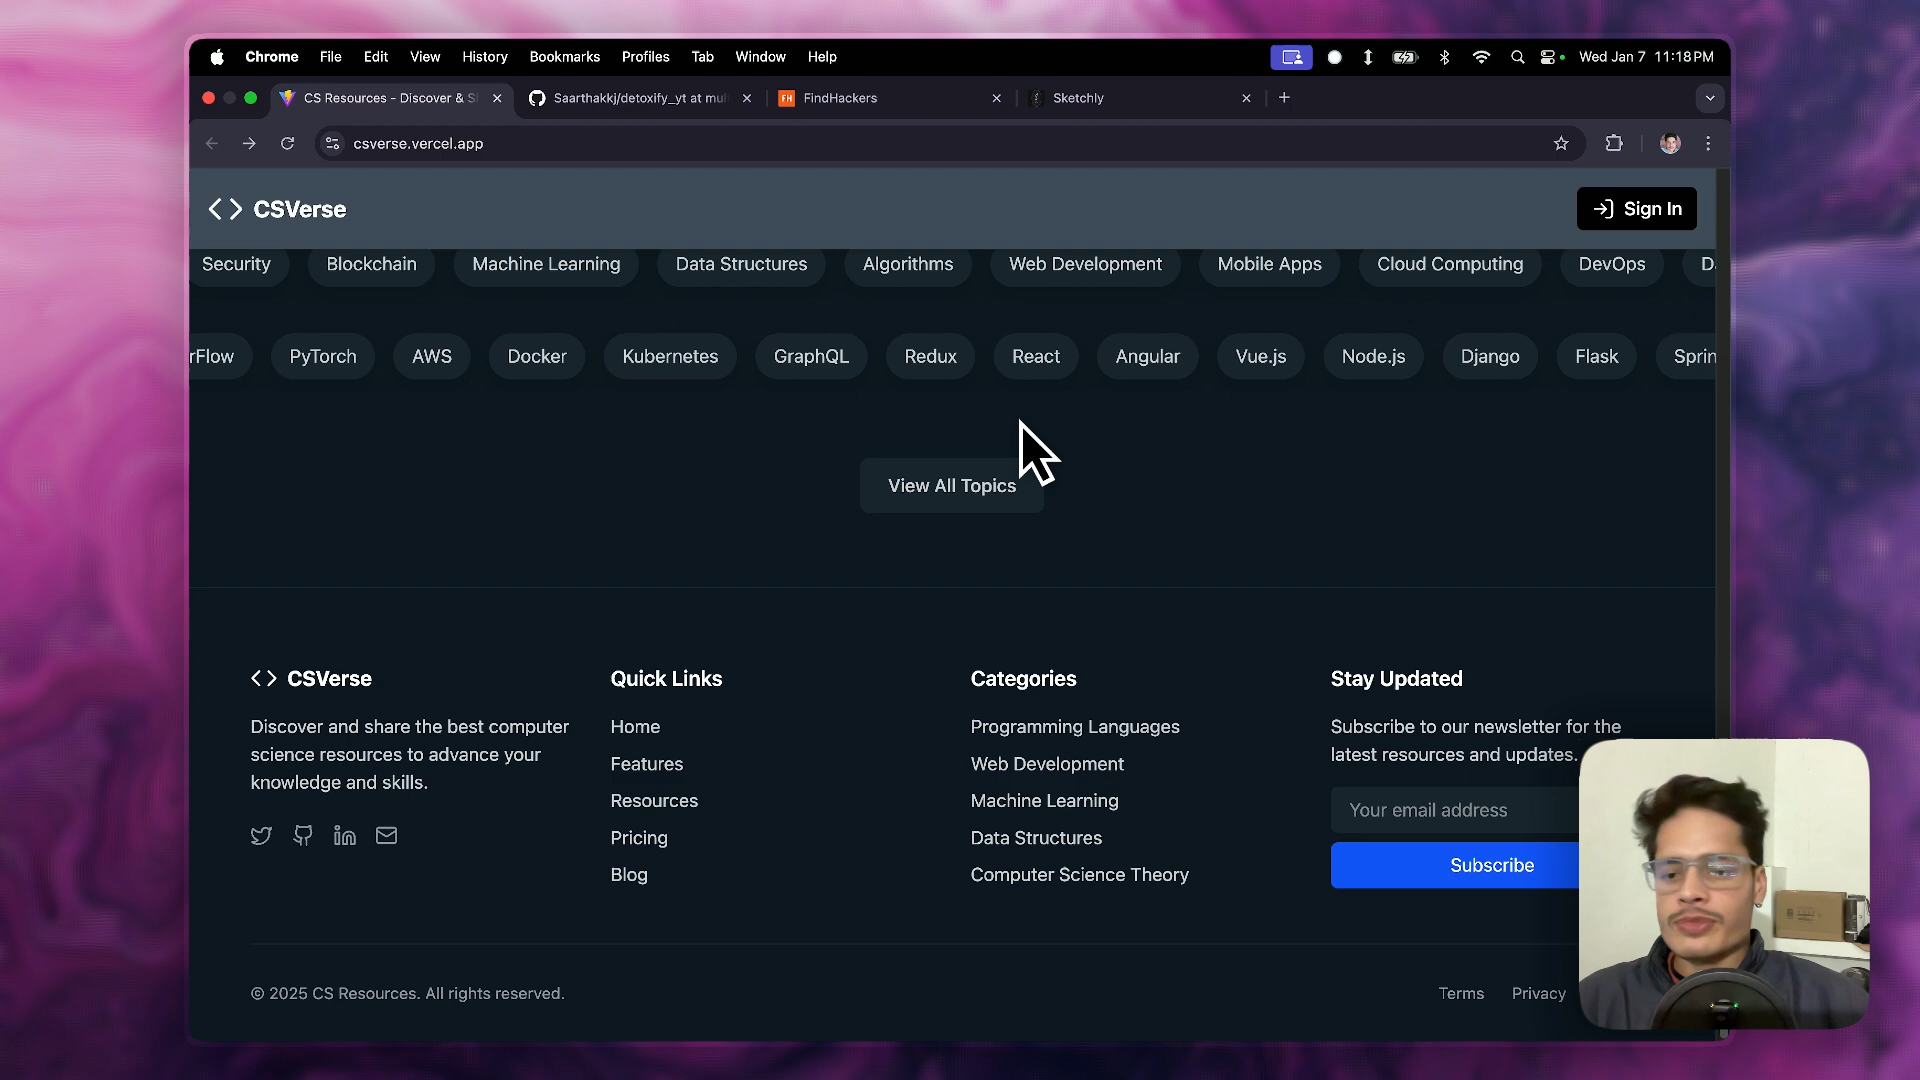 Chrome File Edit View History Bookmarks Profiles Tab Window Help Wed Jan 7 11:18 PM
CS Resources - Discover & S Saarthakkj/detoxify_yt at mul FH FindHackers Sketchly
csverse.vercel.app
CSVerse Sign In
Security Blockchain Machine Learning Data Structures Algorithms Web Development Mobile Apps Cloud Computing DevOps D
rFlow PyTorch AWS Docker Kubernetes GraphQL Redux React Angular Vue.js Node.js Django Flask Sprin
View All Topics
CSVerse
Discover and share the best computer
science resources to advance your
knowledge and skills.
Quick Links
Home
Features
Resources
Pricing
Blog
Categories
Programming Languages
Web Development
Machine Learning
Data Structures
Computer Science Theory
Stay Updated
Subscribe to our newsletter for the
latest resources and updates.
Your email address
Subscribe
© 2025 CS Resources. All rights reserved.
Terms Privacy